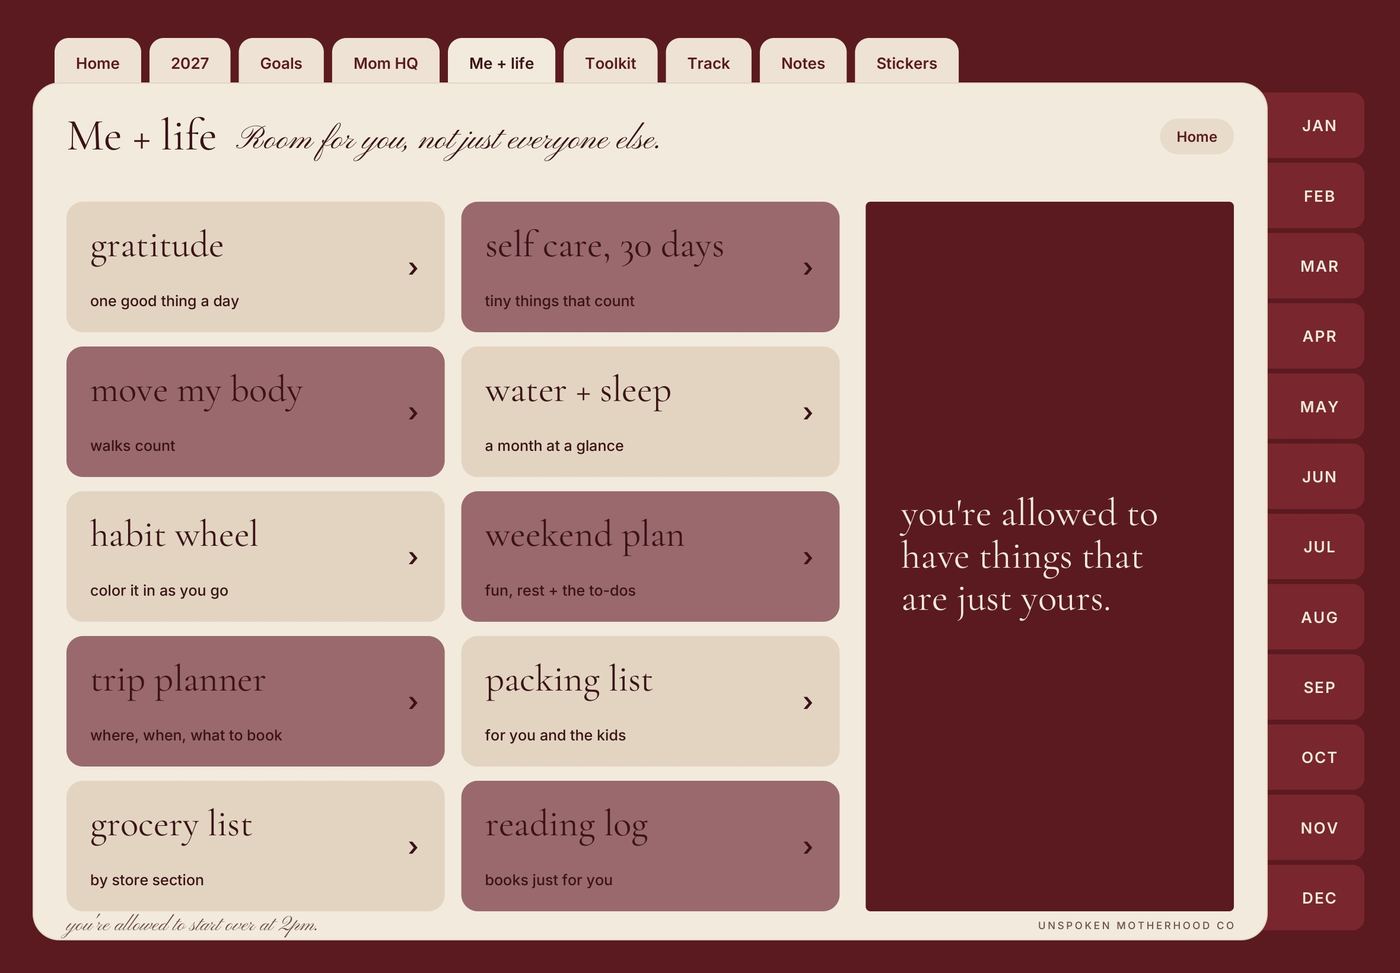 Home
2027
Goals
Mom HQ
Me + life
Toolkit
Track
Notes
Stickers
Me + life
Room for you, not just everyone else.
Home
gratitude
one good thing a day
self care, 30 days
tiny things that count
move my body
walks count
water + sleep
a month at a glance
habit wheel
color it in as you go
weekend plan
fun, rest + the to-dos
trip planner
where, when, what to book
packing list
for you and the kids
grocery list
by store section
reading log
books just for you
you're allowed to
have things that
are just yours.
JAN
FEB
MAR
APR
MAY
JUN
JUL
AUG
SEP
OCT
NOV
DEC
you're allowed to start over at 2pm.
UNSPOKEN MOTHERHOOD CO